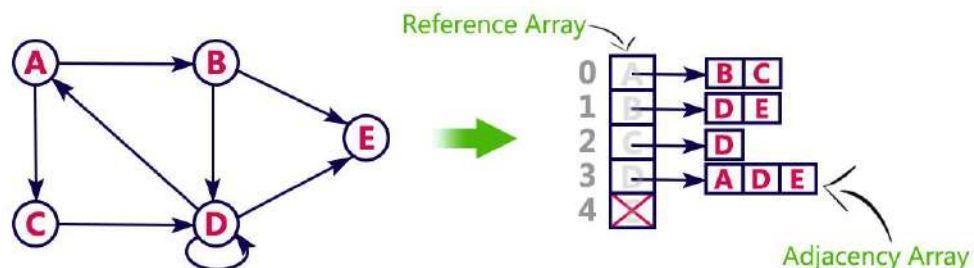 Reference Array
A B
E
C D
0 A B C
1 B D E
2 C D
3 D A D E
4
Adjacency Array